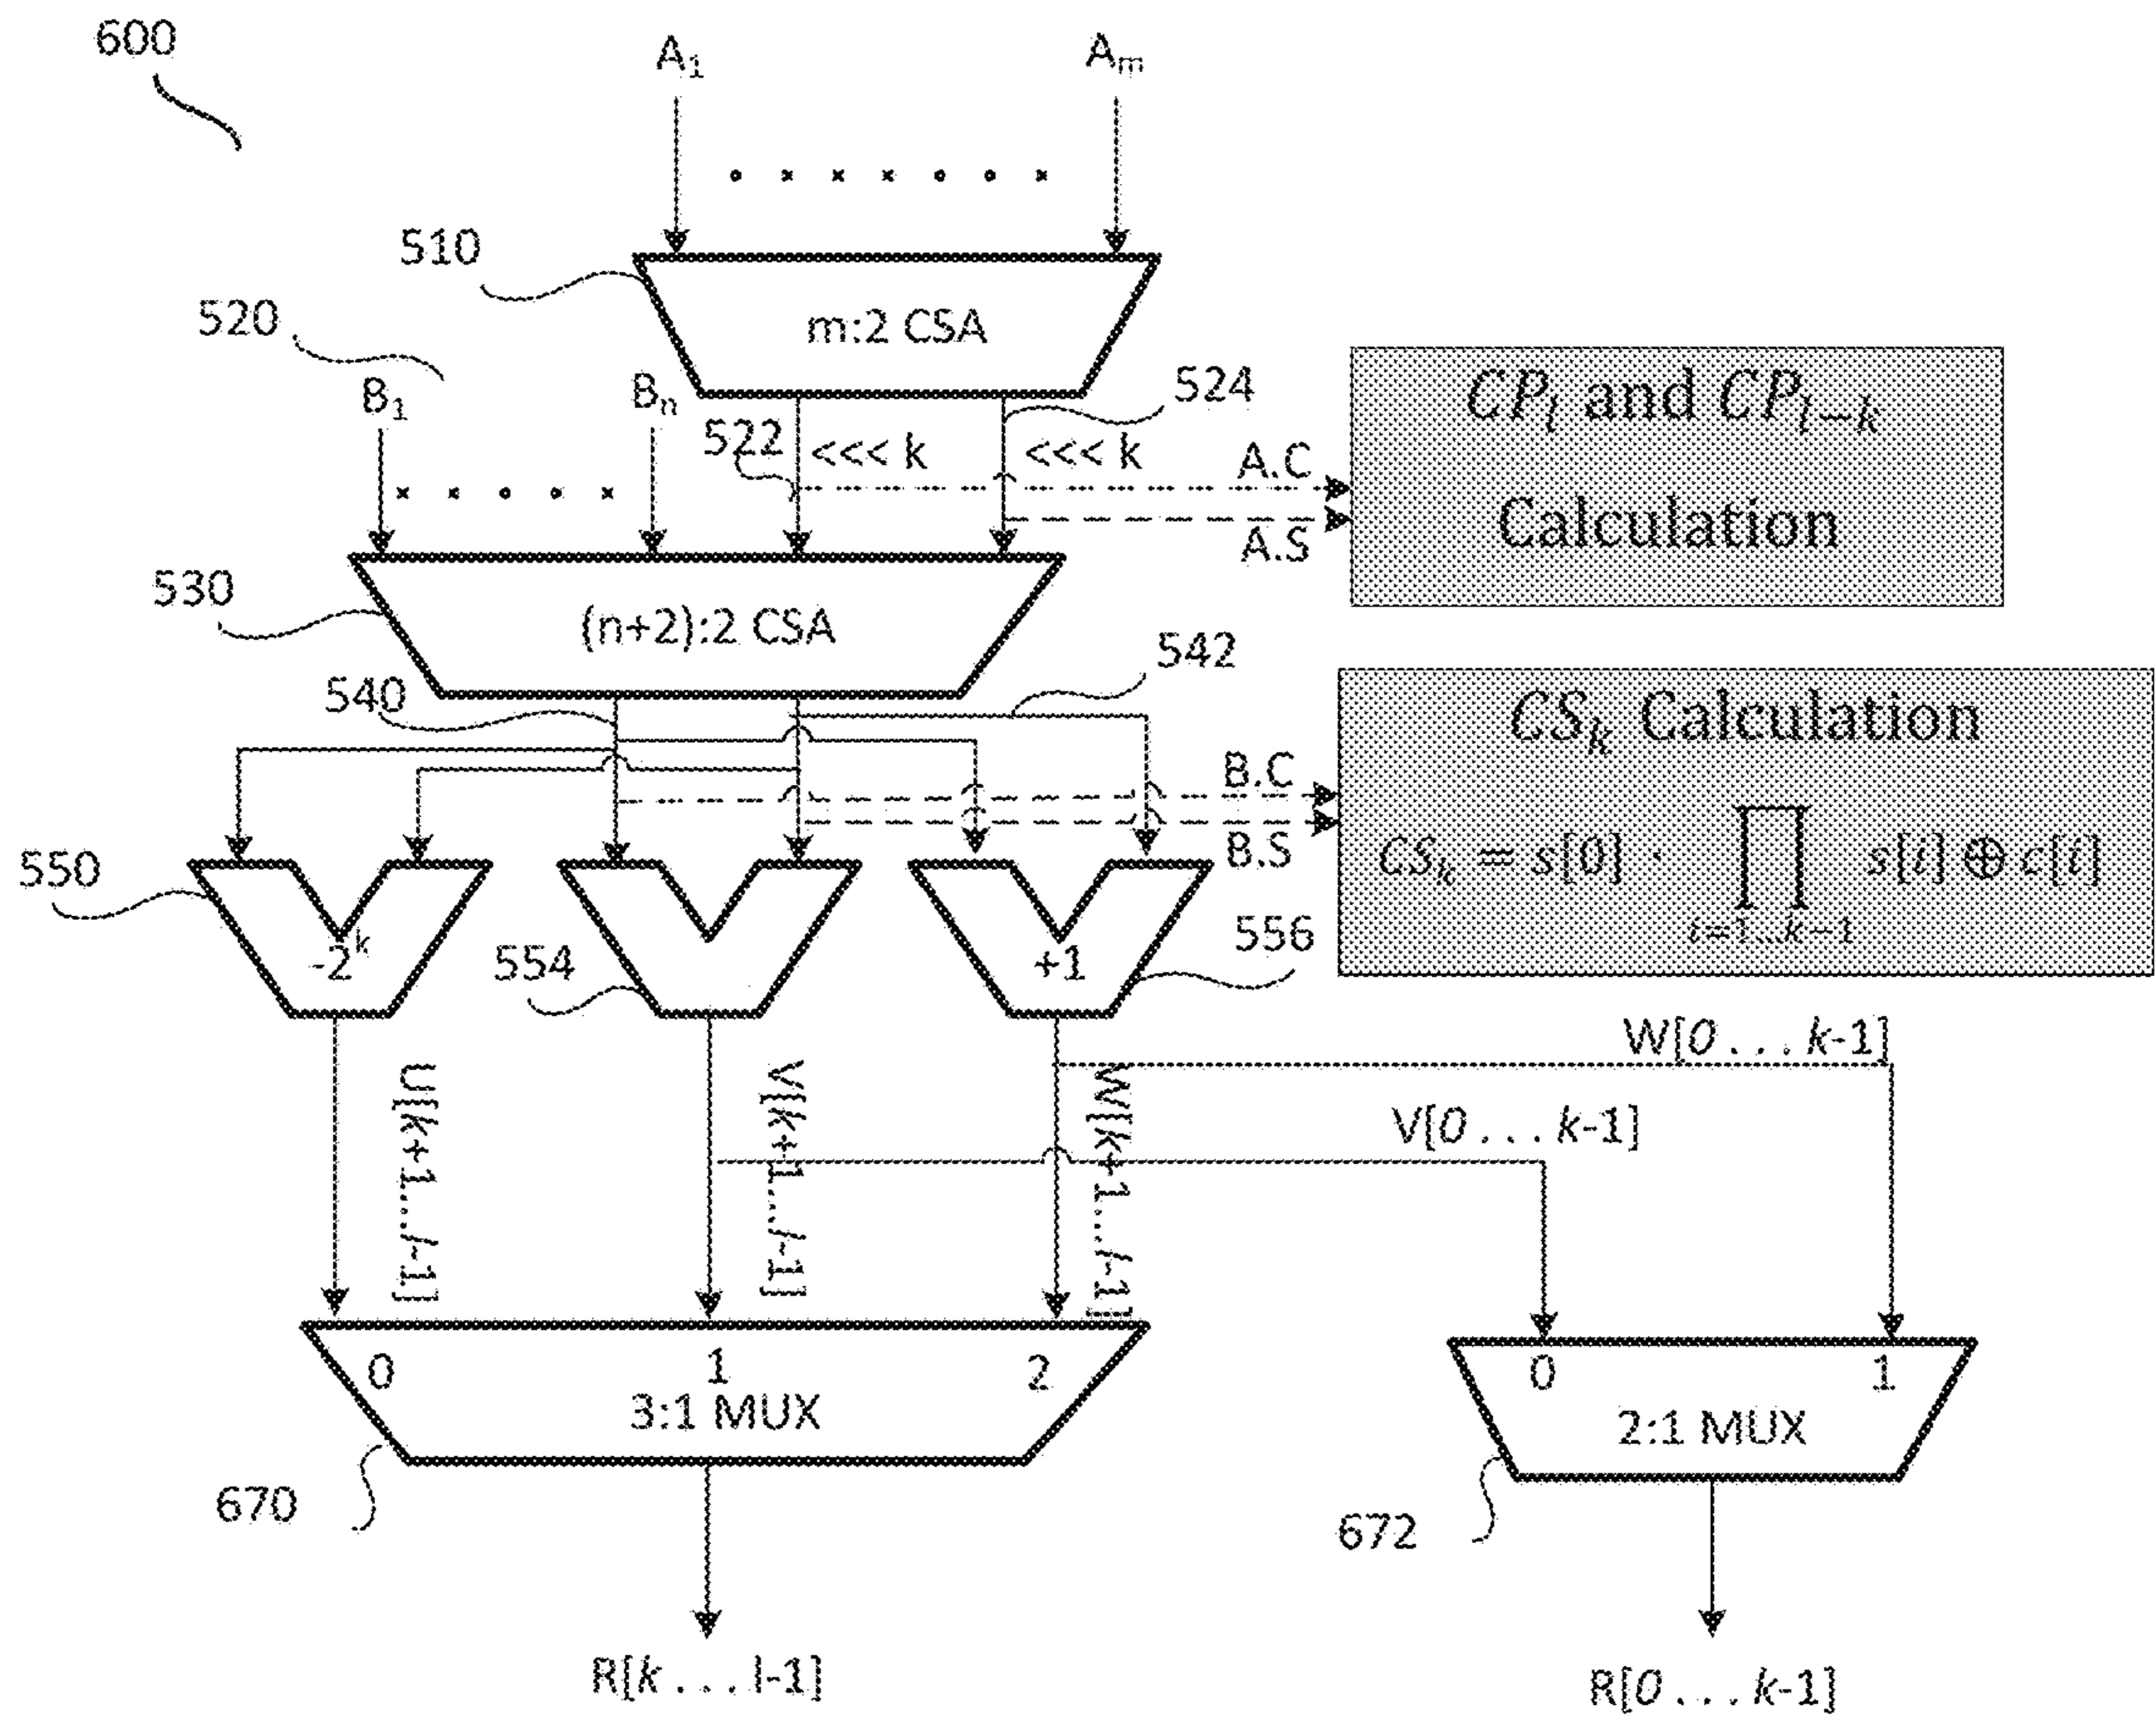 600
A₁
Aₘ
510
m:2 CSA
520
B₁
Bₙ
522
<<< k
<<< k
524
A.C
A.S
CPₗ and CPₗ₋ₖ
Calculation
530
(n+2):2 CSA
540
542
B.C
B.S
CSₖ Calculation
CSₖ = s[0] · ∏ s[i] ⊕ c[i]
i=1...k−1
550
-2ᵏ
554
+1
556
U[k+1...l-1]
V[k+1...l-1]
W[k+1...l-1]
W[0 . . . k-1]
V[0 . . . k-1]
0
1
2
3:1 MUX
0
1
2:1 MUX
670
672
R[k . . . l-1]
R[0 . . . k-1]